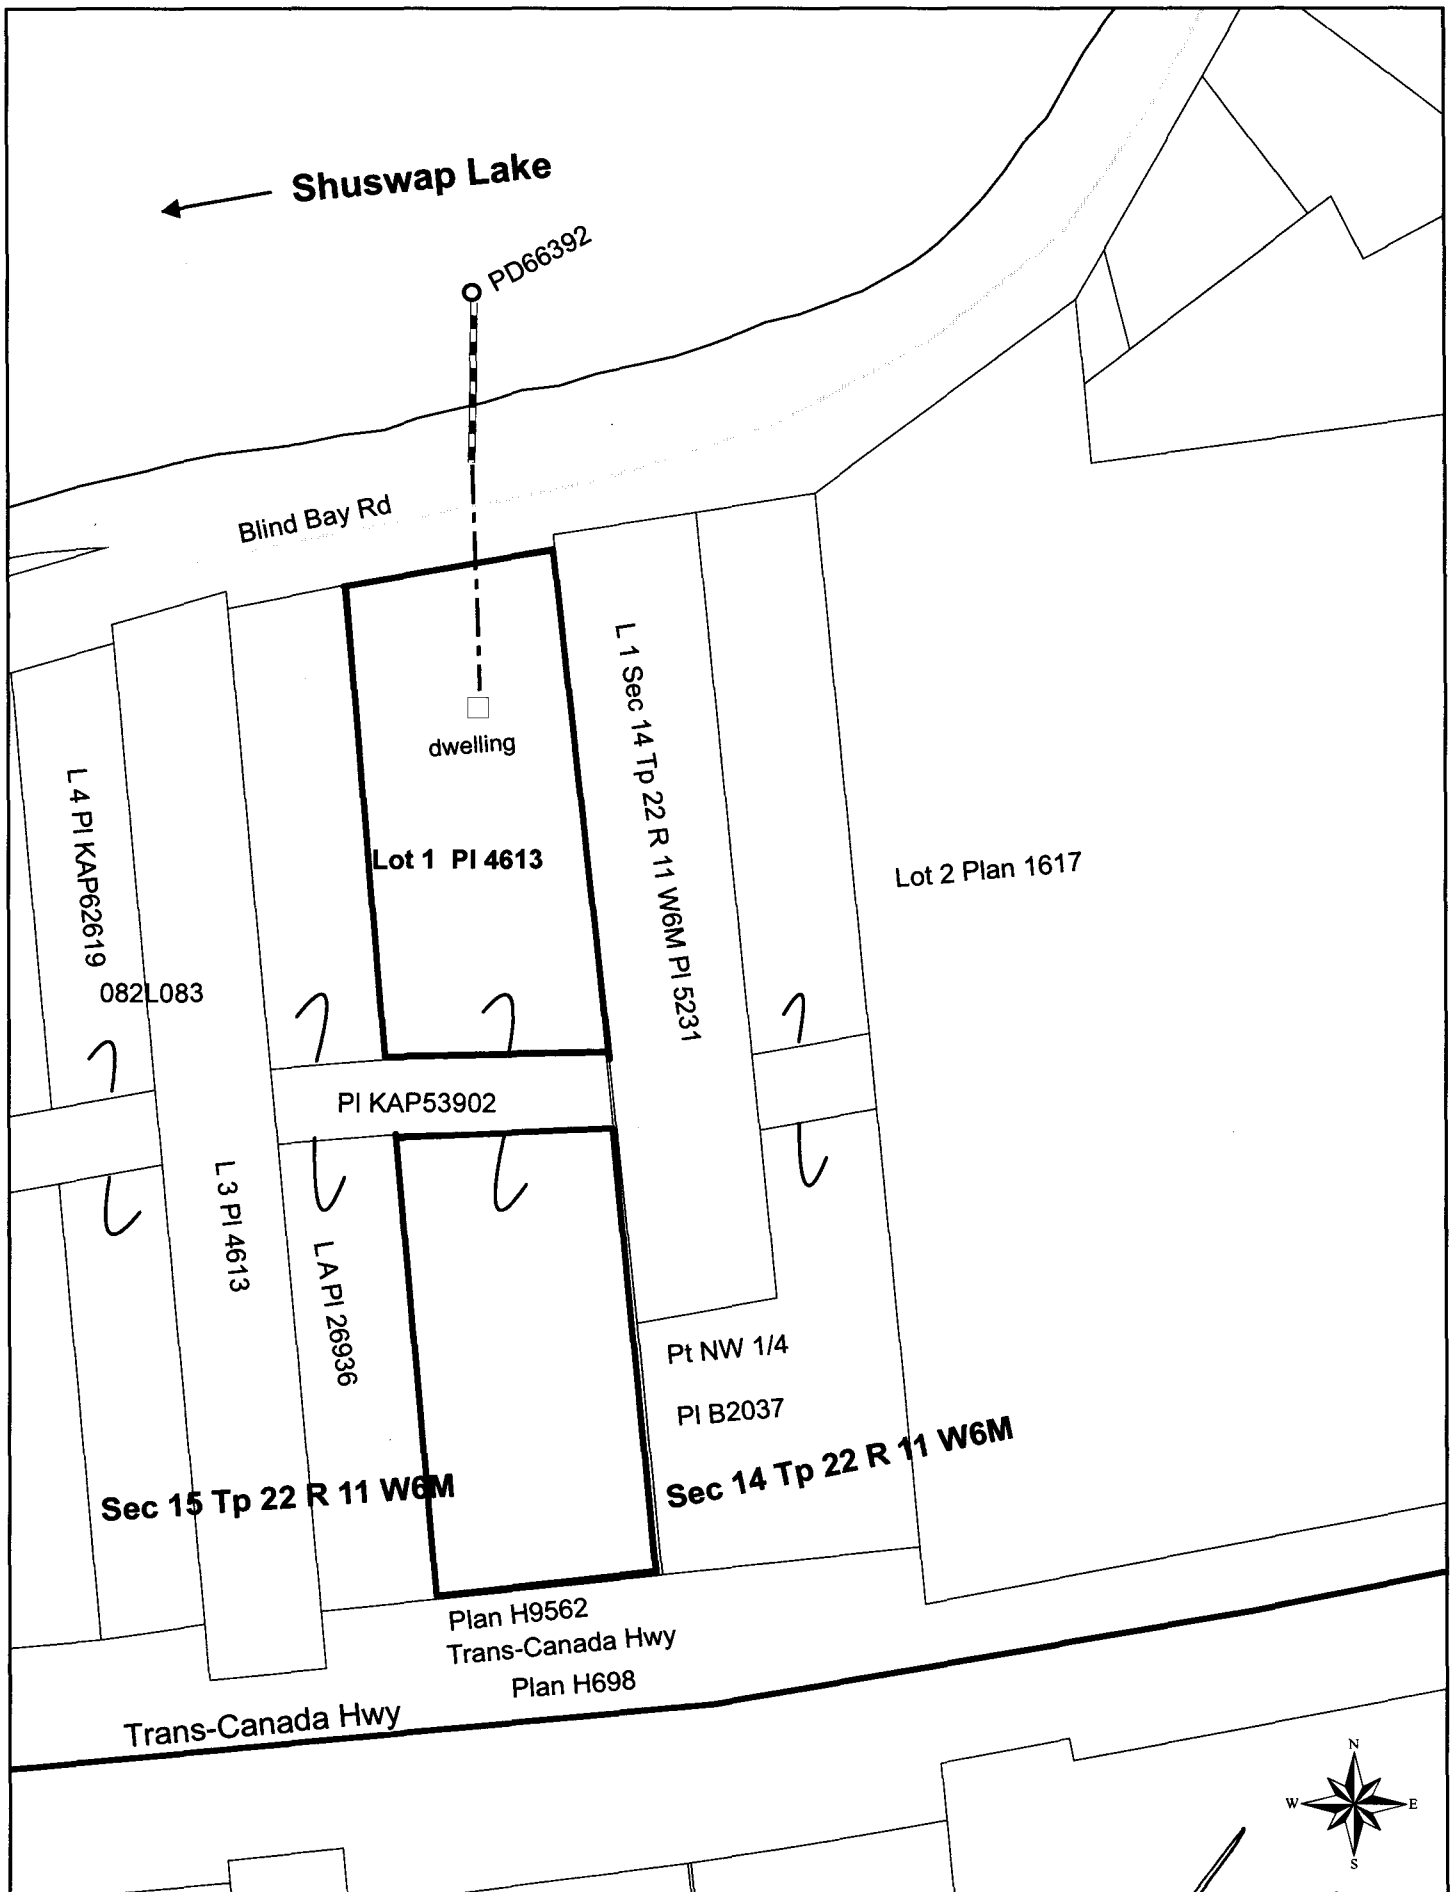 Shuswap Lake
PD66392
Blind Bay Rd
L 1 Sec 14 Tp 22 R 11 W6M Pl 5231
dwelling
L 4 Pl KAP62619
Lot 1 Pl 4613
Lot 2 Plan 1617
082L083
Pl KAP53902
L 3 Pl 4613
L A Pl 26936
Pt NW 1/4
Pl B2037
Sec 15 Tp 22 R 11 W6M
Sec 14 Tp 22 R 11 W6M
Plan H9562
Trans-Canada Hwy
Plan H698
Trans-Canada Hwy
N
W
E
S